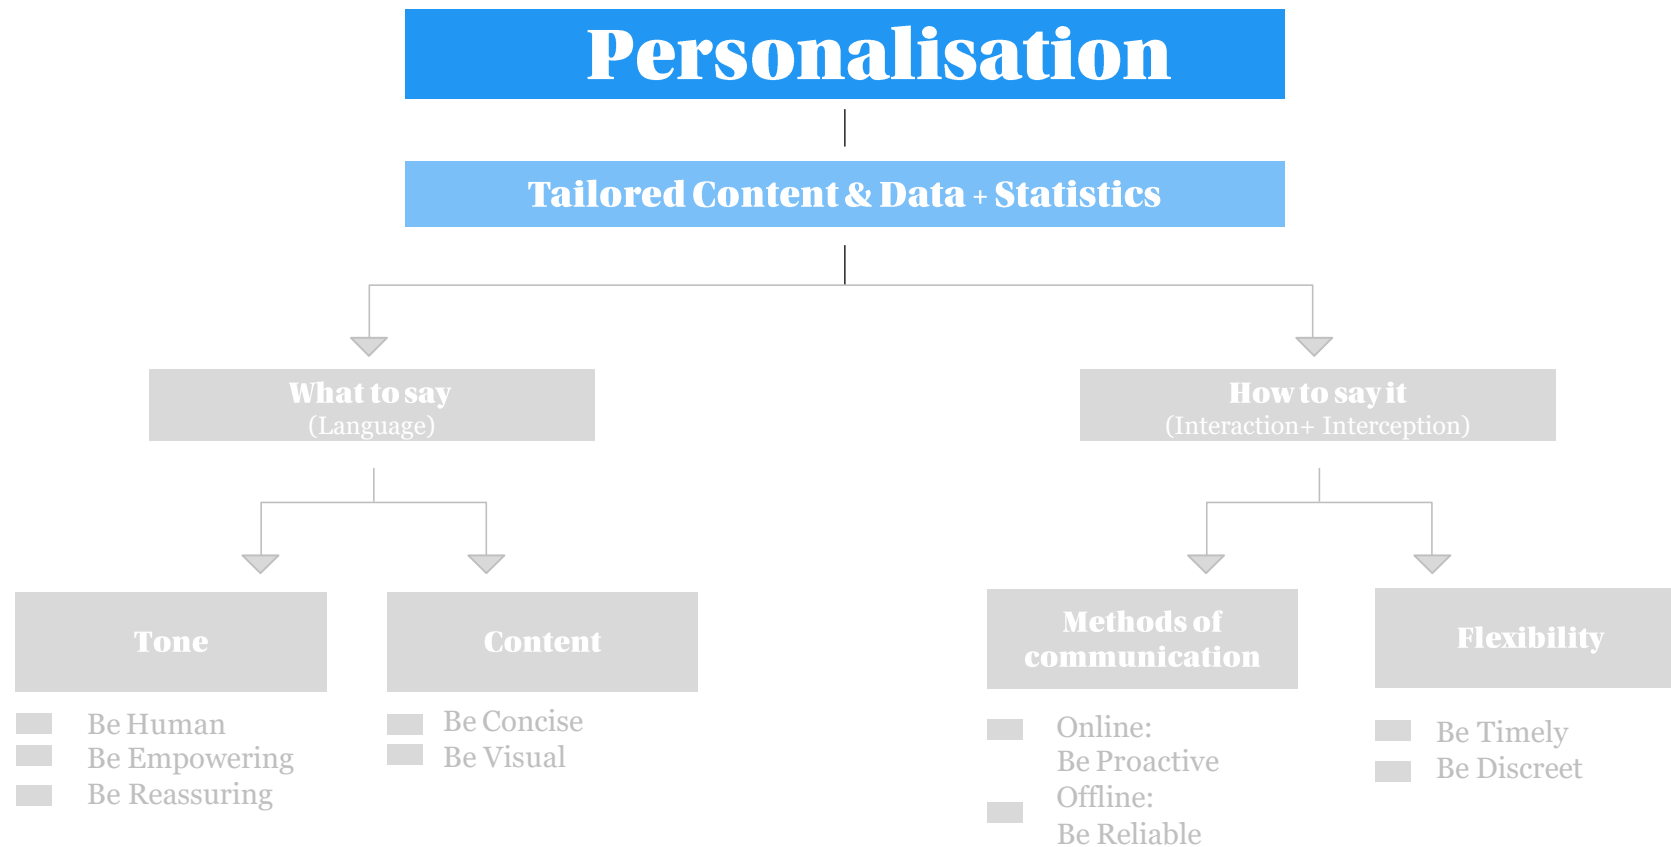 Personalisation
Tailored Content & Data + Statistics
What to say
(Language)
How to say it
(Interaction+ Interception)
Tone
Content
Methods of
communication
Flexibility
Be Human
Be Empowering
Be Reassuring
Be Concise
Be Visual
Online:
Be Proactive
Offline:
Be Reliable
Be Timely
Be Discreet